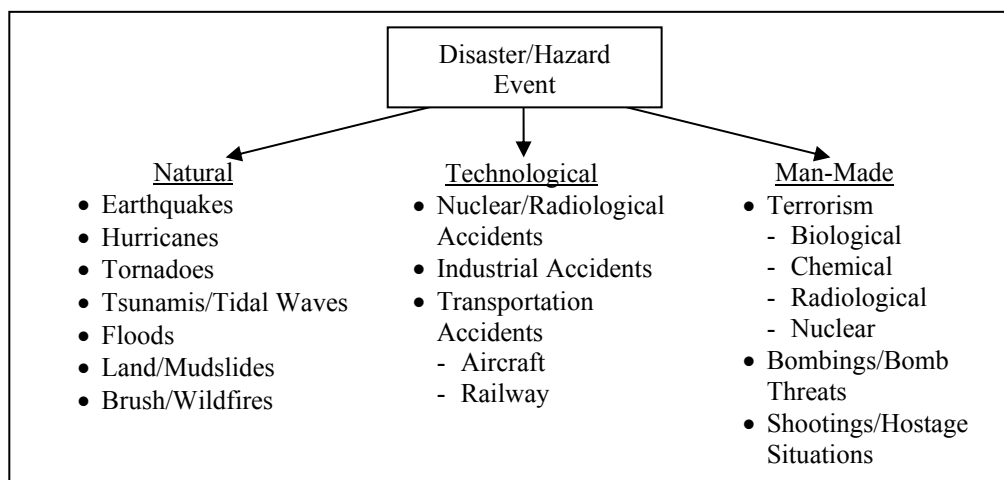 Disaster/Hazard
Event
Natural
• Earthquakes
• Hurricanes
• Tornadoes
• Tsunamis/Tidal Waves
• Floods
• Land/Mudslides
• Brush/Wildfires
Technological
• Nuclear/Radiological
Accidents
• Industrial Accidents
• Transportation
Accidents
- Aircraft
- Railway
Man-Made
• Terrorism
- Biological
- Chemical
- Radiological
- Nuclear
• Bombings/Bomb
Threats
• Shootings/Hostage
Situations